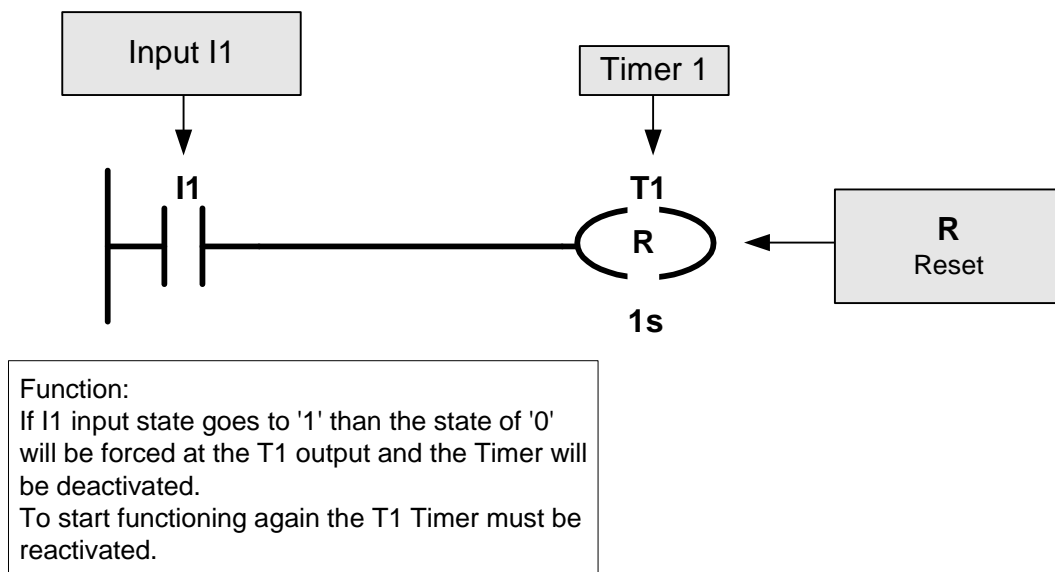 Input I1
Timer 1
I1
T1
R
R
Reset
1s
Function:
If I1 input state goes to '1' than the state of '0'
will be forced at the T1 output and the Timer will
be deactivated.
To start functioning again the T1 Timer must be
reactivated.